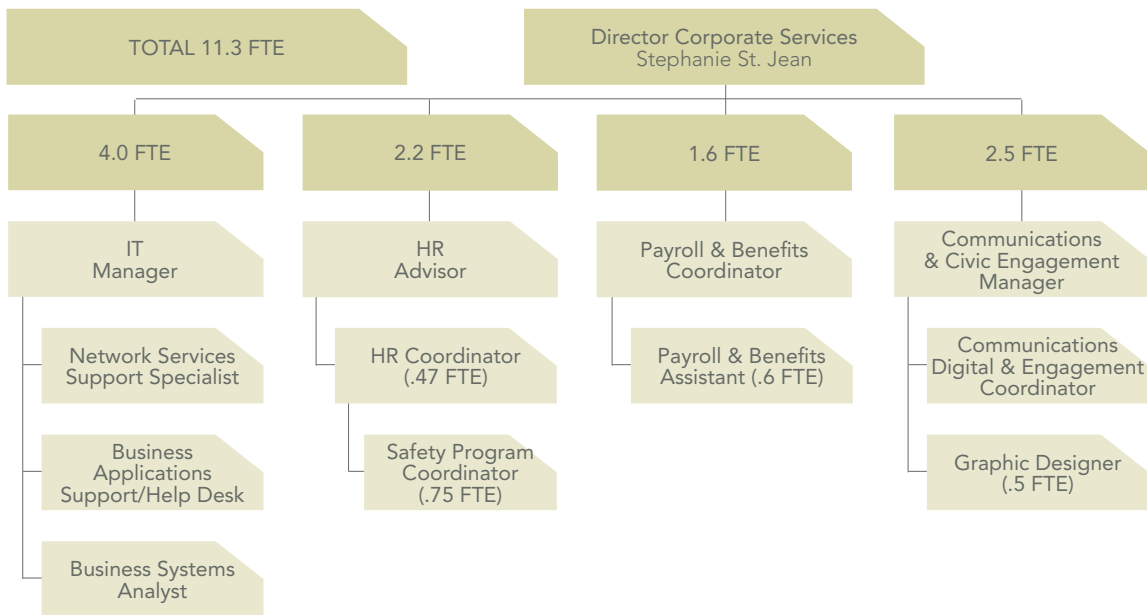 TOTAL 11.3 FTE
Director Corporate Services
Stephanie St. Jean
4.0 FTE
2.2 FTE
1.6 FTE
2.5 FTE
IT
Manager
HR
Advisor
Payroll & Benefits
Coordinator
Communications
& Civic Engagement
Manager
Network Services
Support Specialist
HR Coordinator
(.47 FTE)
Payroll & Benefits
Assistant (.6 FTE)
Communications
Digital & Engagement
Coordinator
Business
Applications
Support/Help Desk
Safety Program
Coordinator
(.75 FTE)
Graphic Designer
(.5 FTE)
Business Systems
Analyst